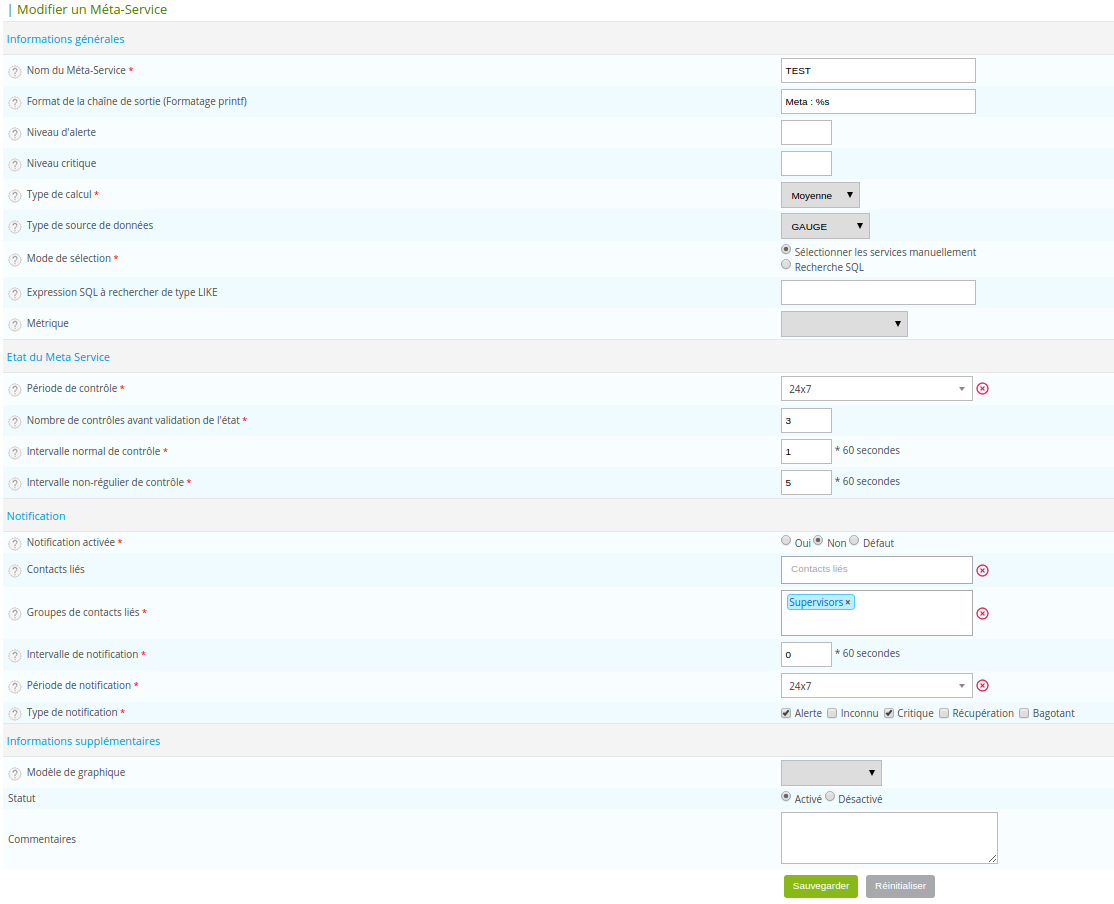 Modifier un Méta-Service
Informations générales
Nom du Méta-Service * TEST
Format de la chaîne de sortie (Formatage printf) Meta : %s
Niveau d'alerte
Niveau critique
Type de calcul * Moyenne
Type de source de données GAUGE
Mode de sélection * Sélectionner les services manuellement
Recherche SQL
Expression SQL à rechercher de type LIKE
Métrique
Etat du Meta Service
Période de contrôle * 24x7
Nombre de contrôles avant validation de l'état * 3
Intervalle normal de contrôle * 1 * 60 secondes
Intervalle non-régulier de contrôle * 5 * 60 secondes
Notification
Notification activée * Oui Non Défaut
Contacts liés Contacts liés
Groupes de contacts liés * Supervisors ×
Intervalle de notification * 0 * 60 secondes
Période de notification * 24x7
Type de notification * Alerte Inconnu Critique Récupération Bagotant
Informations supplémentaires
Modèle de graphique
Statut Activé Désactivé
Commentaires
Sauvegarder Réinitialiser